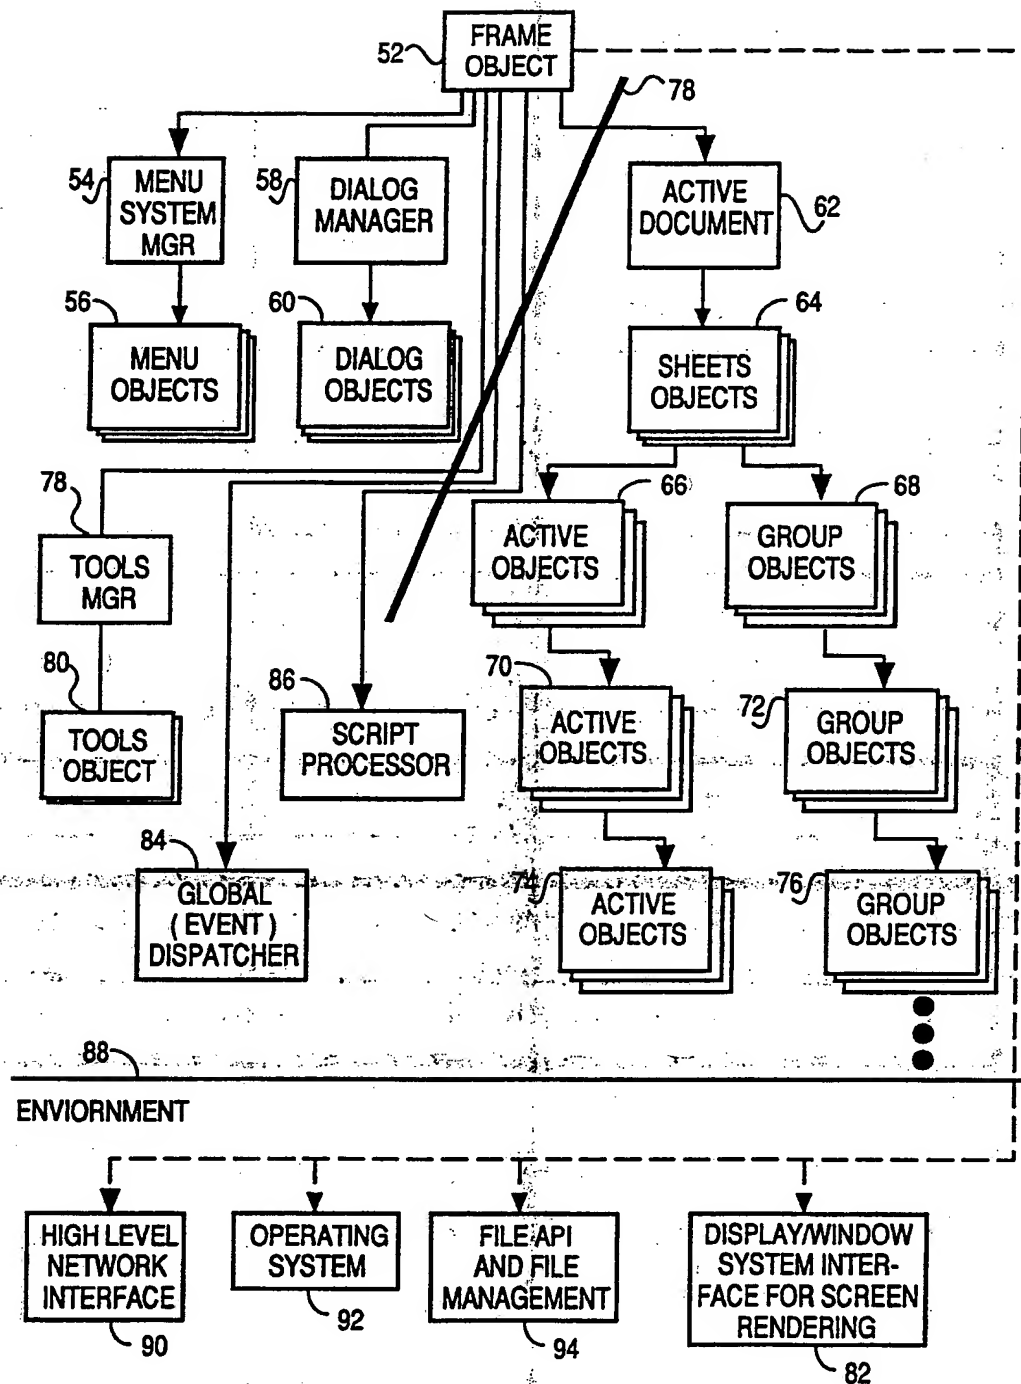 FRAME
OBJECT
52
78
54
MENU
SYSTEM
MGR
58
DIALOG
MANAGER
ACTIVE
DOCUMENT
62
56
MENU
OBJECTS
60
DIALOG
OBJECTS
64
SHEETS
OBJECTS
78
TOOLS
MGR
66
ACTIVE
OBJECTS
68
GROUP
OBJECTS
80
TOOLS
OBJECT
86
SCRIPT
PROCESSOR
70
ACTIVE
OBJECTS
72
GROUP
OBJECTS
84
GLOBAL
(EVENT)
DISPATCHER
74
ACTIVE
OBJECTS
76
GROUP
OBJECTS
88
ENVIORNMENT
HIGH LEVEL
NETWORK
INTERFACE
90
OPERATING
SYSTEM
92
FILE API
AND FILE
MANAGEMENT
94
DISPLAY/WINDOW
SYSTEM INTER-
FACE FOR SCREEN
RENDERING
82